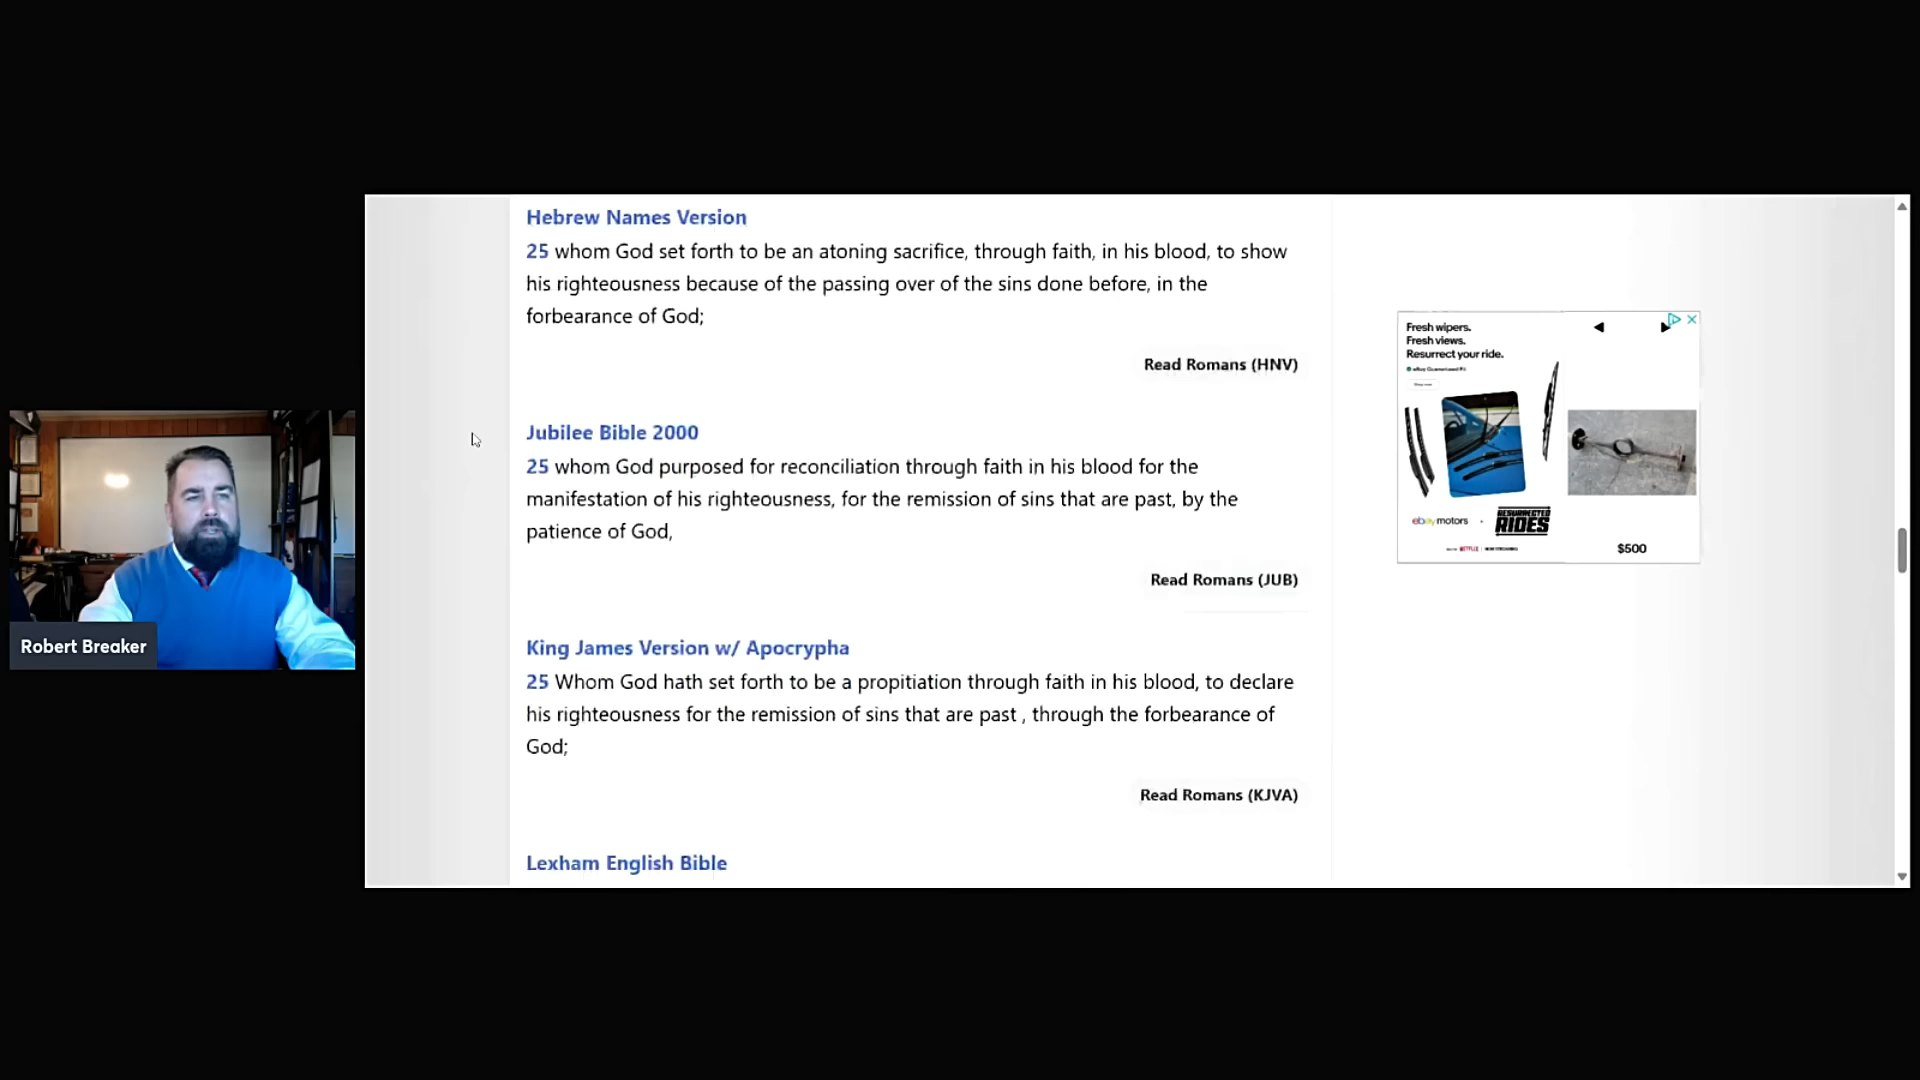 Hebrew Names Version
25 whom God set forth to be an atoning sacrifice, through faith, in his blood, to show
his righteousness because of the passing over of the sins done before, in the
forbearance of God;
Read Romans (HNV)
Jubilee Bible 2000
25 whom God purposed for reconciliation through faith in his blood for the
manifestation of his righteousness, for the remission of sins that are past, by the
patience of God,
Read Romans (JUB)
King James Version w/ Apocrypha
25 Whom God hath set forth to be a propitiation through faith in his blood, to declare
his righteousness for the remission of sins that are past , through the forbearance of
God;
Read Romans (KJVA)
Lexham English Bible
Fresh wipers.
Fresh views.
Resurrect your ride.
ebay motors
RESURRECTED
RIDES
NETFLIX
$500
Robert Breaker